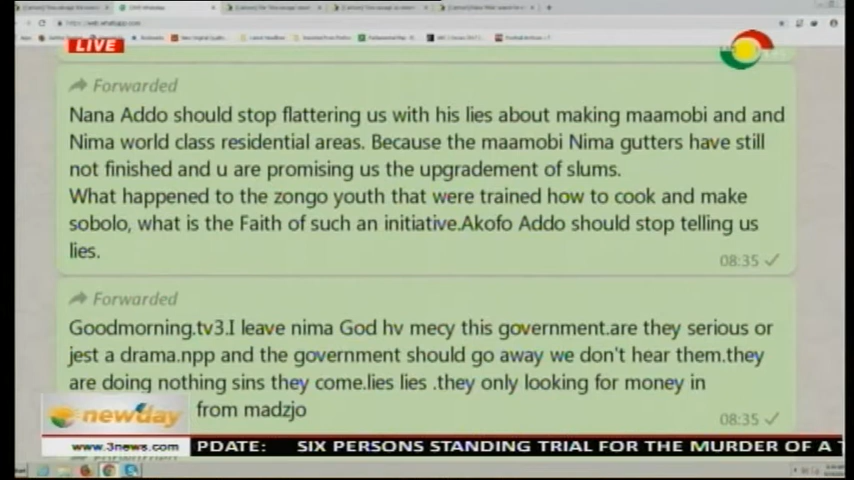 LIVE
Forwarded
Nana Addo should stop flattering us with his lies about making maamobi and and
Nima world class residential areas. Because the maamobi Nima gutters have still
not finished and u are promising us the upgradement of slums.
What happened to the zongo youth that were trained how to cook and make
sobolo, what is the Faith of such an initiative.Akofo Addo should stop telling us
lies.
08:35
Forwarded
Goodmorning.tv3.I leave nima God hv mecy this government.are they serious or
jest a drama.npp and the government should go away we don't hear them.they
are doing nothing sins they come.lies lies .they only looking for money in
from madzjo
08:35
newday
www.3news.com
PDATE: SIX PERSONS STANDING TRIAL FOR THE MURDER OF A